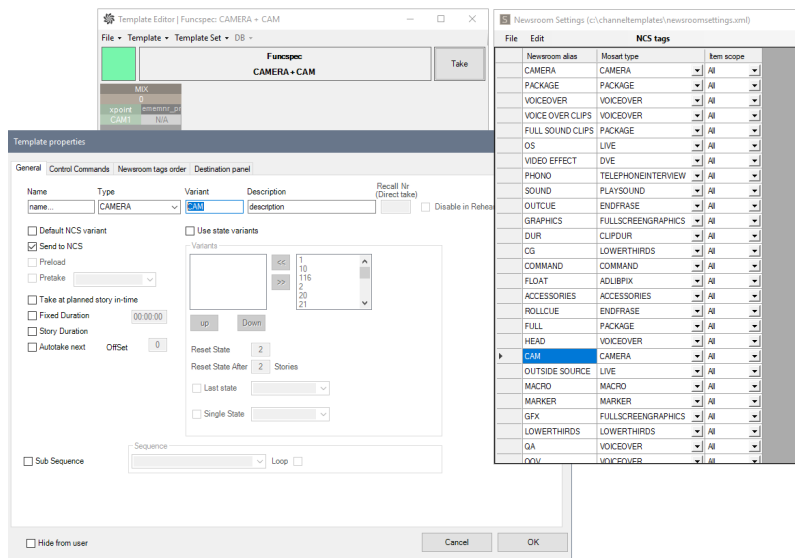 Template Editor | Funcspec: CAMERA + CAM
File Template Template Set DB
Funcspec
CAMERA + CAM
Take
MIX
0
xpoint ememnr_pr
CAM1 N/A
Template properties
General Control Commands Newsroom tags order Destination panel
Name Type Variant Description Recall Nr
(Direct take)
name... CAMERA CAM description Disable in Rehear
Default NCS variant Use state variants
Send to NCS Variants
Preload
Pretake
<< >>
1
10
116
2
20
21
Take at planned story in-time
Fixed Duration 00:00:00
Story Duration
Autotake next OffSet 0
up Down
Reset State 2
Reset State After 2 Stories
Last state
Single State
Sequence
Sub Sequence Loop
Hide from user Cancel OK
S Newsroom Settings (c:\channeltemplates\newsroomsettings.xml)
File Edit NCS tags
Newsroom alias Mosart type Item scope
CAMERA CAMERA All
PACKAGE PACKAGE All
VOICEOVER VOICEOVER All
VOICE OVER CLIPS VOICEOVER All
FULL SOUND CLIPS PACKAGE All
OS LIVE All
VIDEO EFFECT DVE All
PHONO TELEPHONEINTERVIEW All
SOUND PLAYSOUND All
OUTCUE ENDFRASE All
GRAPHICS FULLSCREENGRAPHICS All
DUR CLIPDUR All
CG LOWERTHIRDS All
COMMAND COMMAND All
FLOAT ADLIBPIX All
ACCESSORIES ACCESSORIES All
ROLLCUE ENDFRASE All
FULL PACKAGE All
HEAD VOICEOVER All
CAM CAMERA All
OUTSIDE SOURCE LIVE All
MACRO MACRO All
MARKER MARKER All
GFX FULLSCREENGRAPHICS All
LOWERTHIRDS LOWERTHIRDS All
QA VOICEOVER All
OOV VOICEOVER All